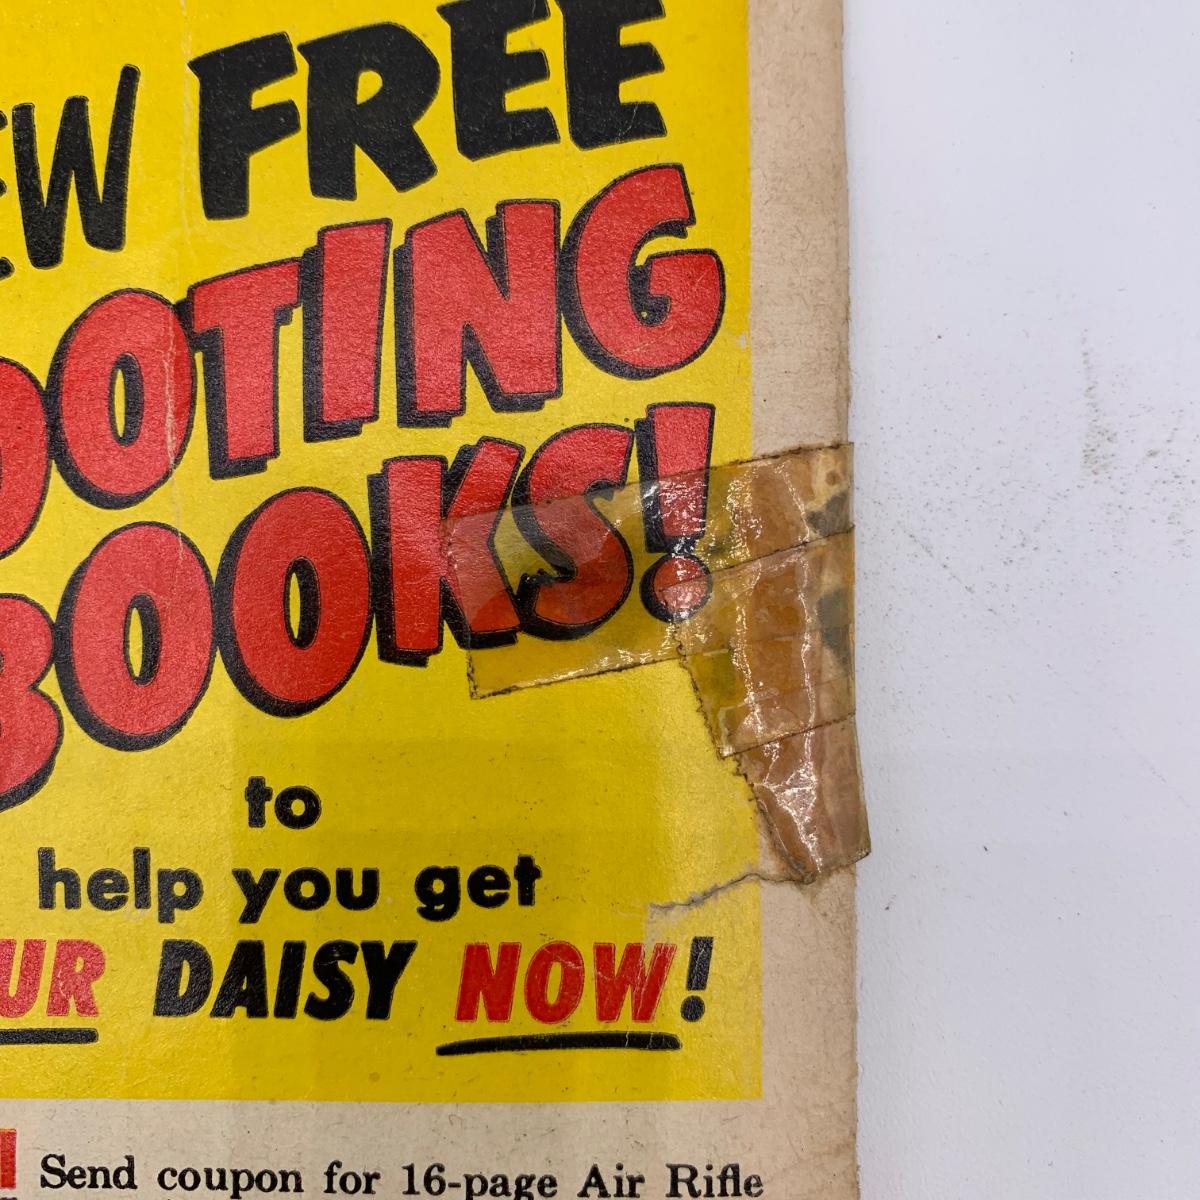 EW FREE
OOTING
BOOKS!
to
help you get
UR DAISY NOW!
Send coupon for 16-page Air Rifle